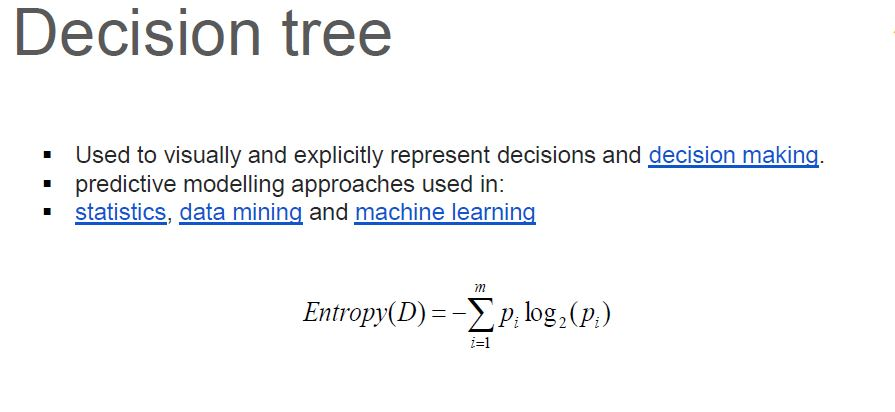 Decision tree
▪ Used to visually and explicitly represent decisions and decision making.
▪ predictive modelling approaches used in:
▪ statistics, data mining and machine learning
Entropy(D) = −∑_{i=1}^{m} p_i log_2(p_i)